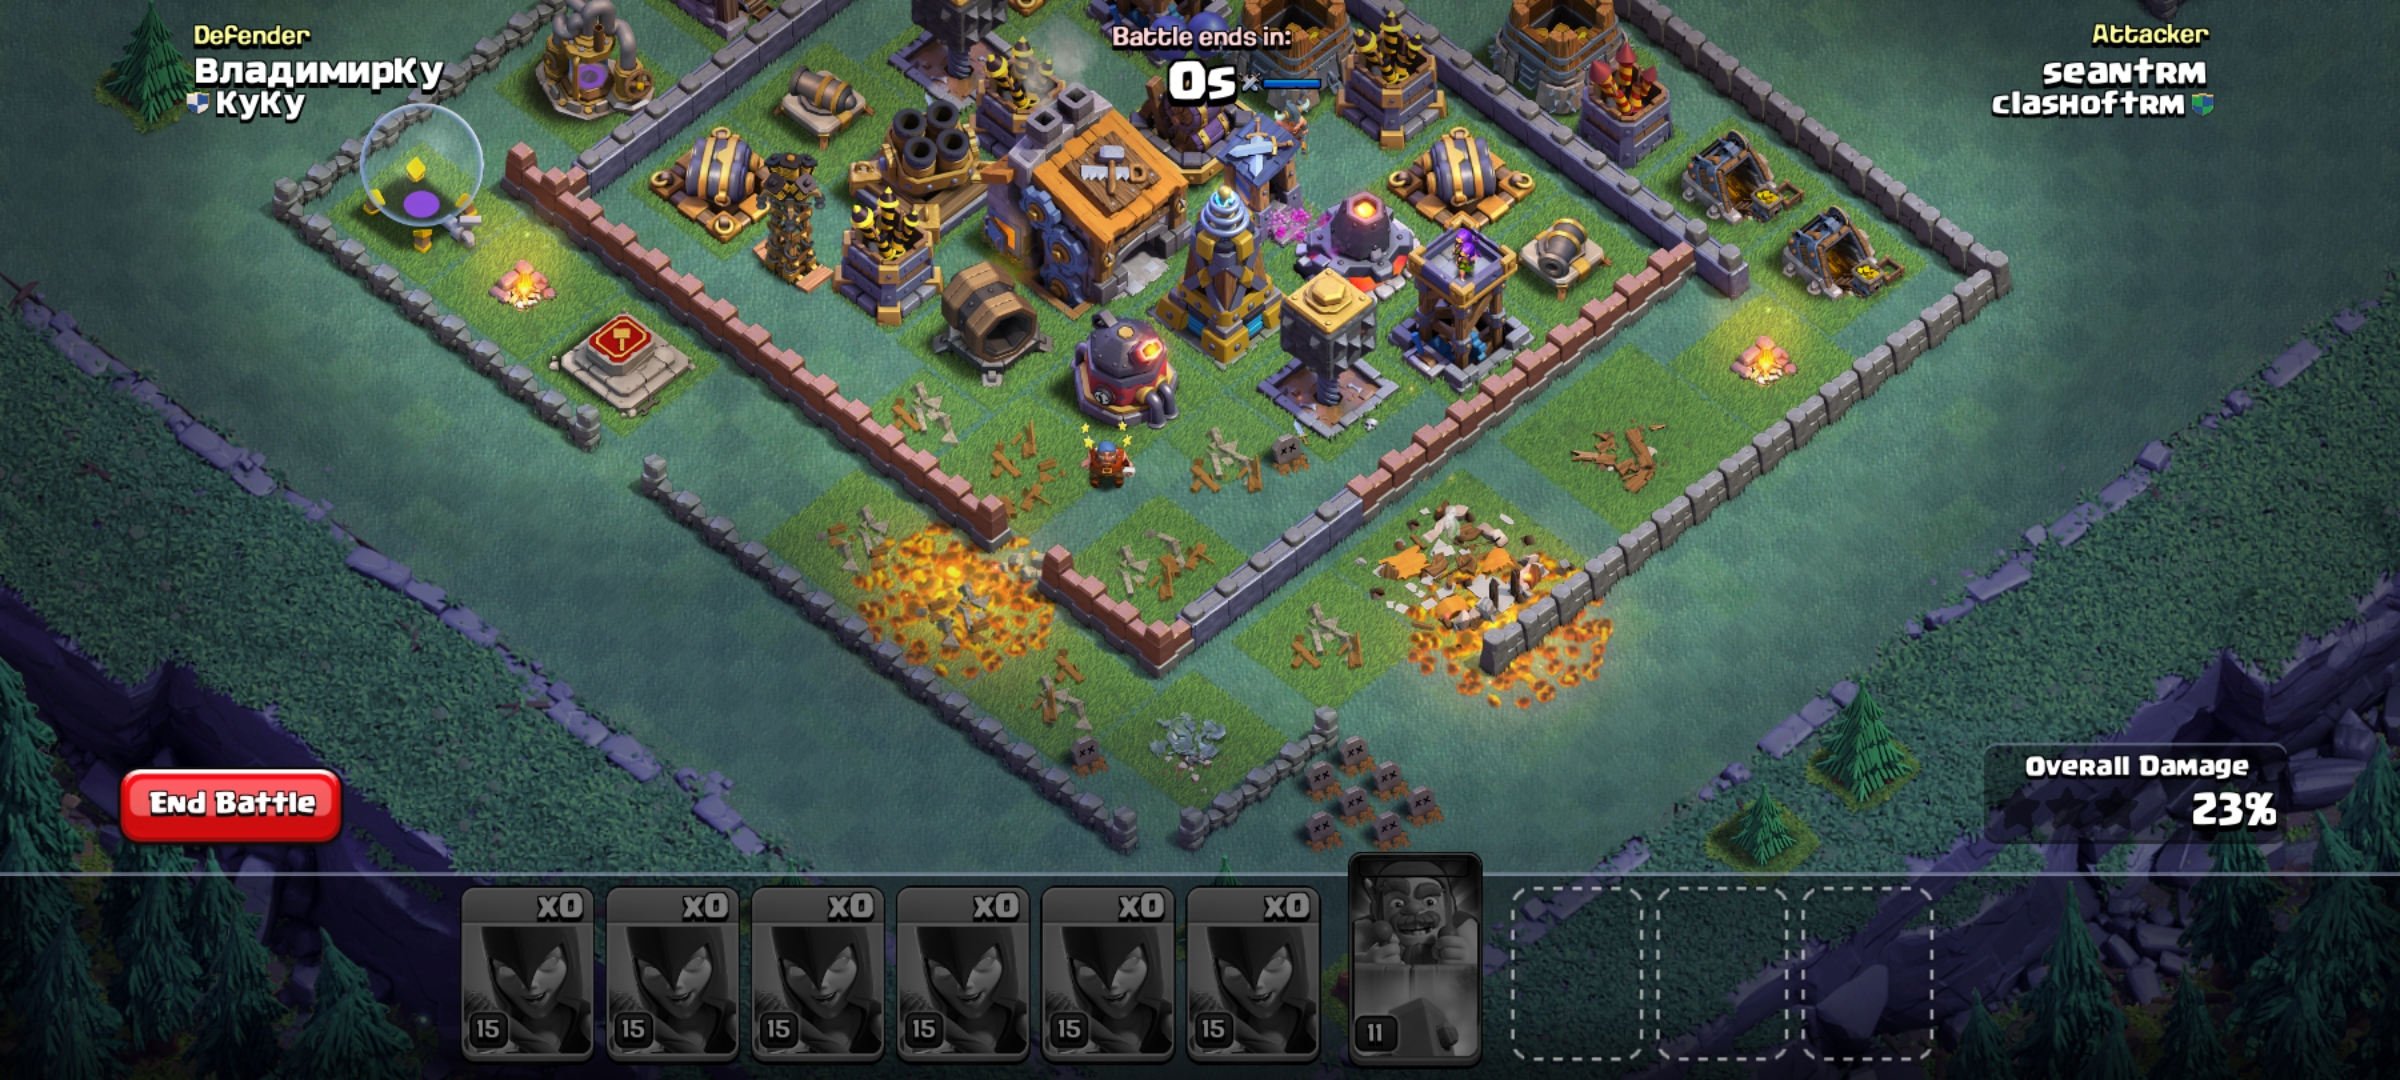 Defender
ВладимирКу
КуКу
Battle ends in:
0s
Attacker
seantRM
clashoftRM
End Battle
Overall Damage
23%
x0
x0
x0
x0
x0
x0
15
15
15
15
15
15
11